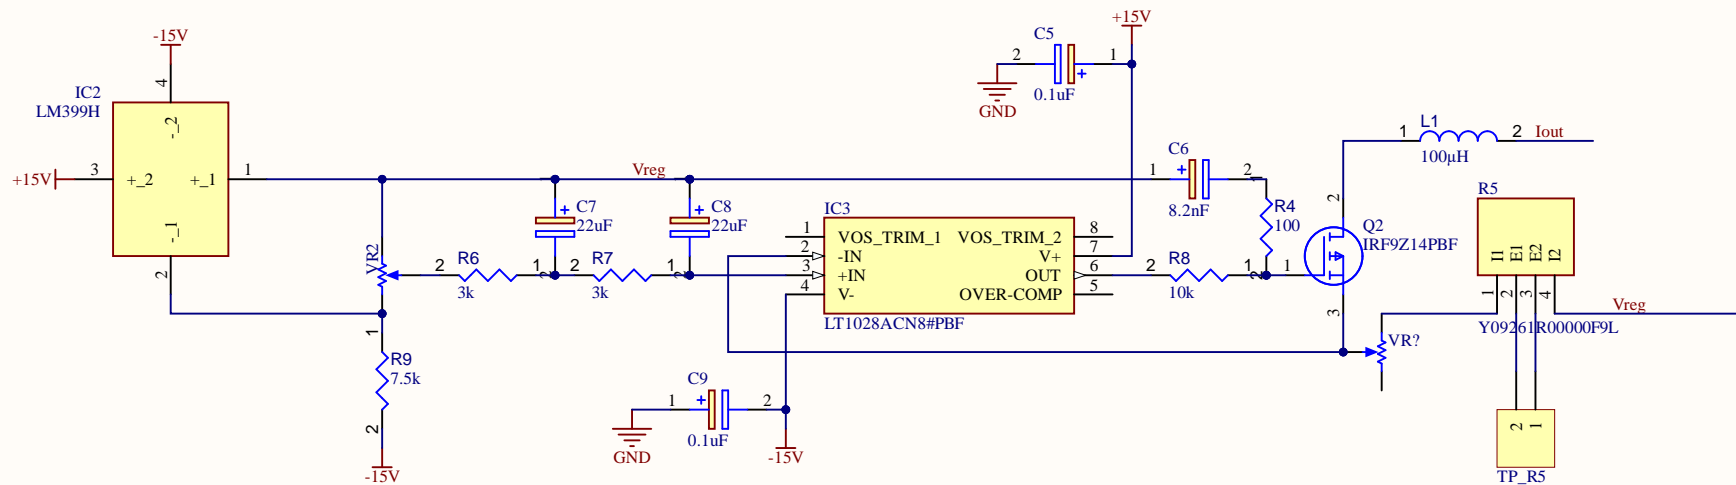 -15V
4
IC2
LM399H
-_2
+15V
3
+_2
+_1
1
-_1
2
VR2
1
R9
7.5k
2
-15V
2
R6
3k
1
2
C7
22uF
2
R7
3k
1
2
C8
22uF
Vreg
IC3
1
VOS_TRIM_1
VOS_TRIM_2
8
2
-IN
V+
7
3
+IN
OUT
6
4
V-
OVER-COMP
5
LT1028ACN8#PBF
C9
1
+
2
0.1uF
GND
-15V
+15V
C5
2
1
+
0.1uF
GND
C6
1
+
2
8.2nF
1
R4
100
2
R8
10k
1
2
Q2
IRF9Z14PBF
1
3
L1
1
2
100µH
Iout
R5
I1
E1
E2
I2
1
2
3
4
Vreg
Y09261R00000F9L
VR?
2
1
TP_R5